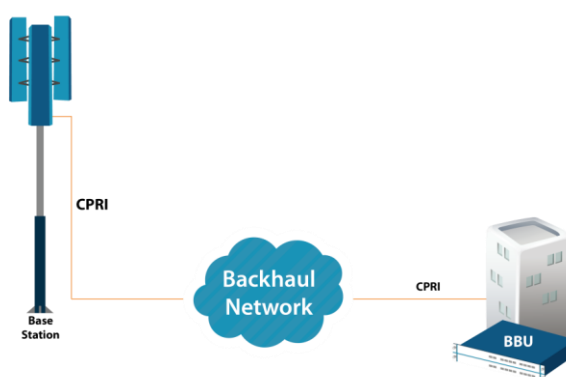 CPRI
Base
Station
Backhaul
Network
CPRI
BBU